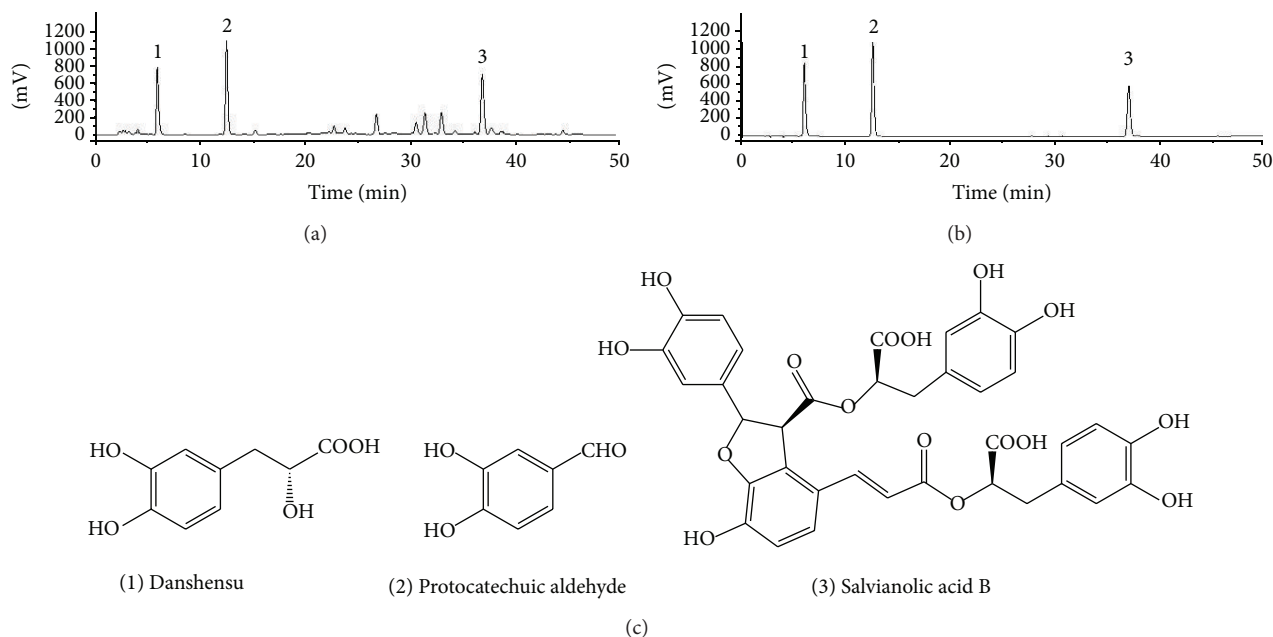 1200
1000
800
600
400
200
0
(mV)
1
2
3
0
10
20
30
40
50
Time (min)
(a)
1200
1000
800
600
400
200
0
(mV)
1
2
3
0
10
20
30
40
50
Time (min)
(b)
HO
HO
COOH
OH
(1) Danshensu
HO
HO
CHO
(2) Protocatechuic aldehyde
HO
HO
O
O
COOH
OH
OH
O
HO
O
O
COOH
OH
OH
(3) Salvianolic acid B
(c)